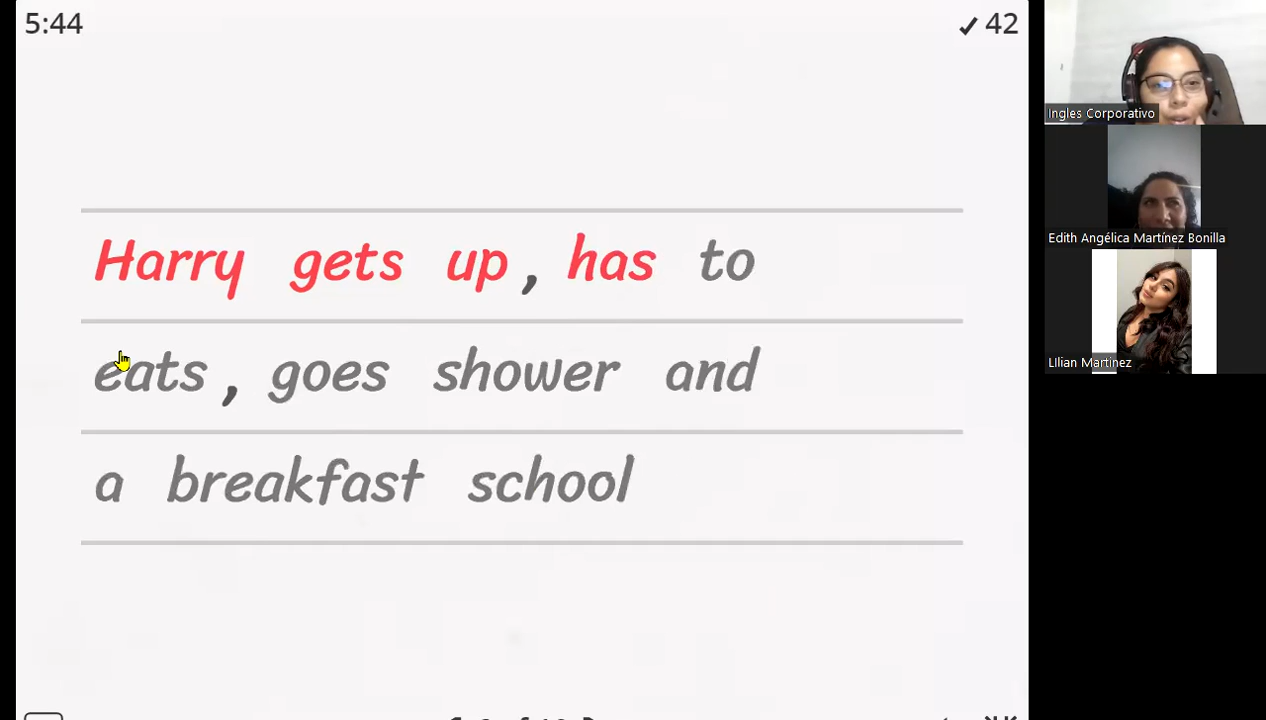 5:44
✓ 42
Harry gets up, has to
eats, goes shower and
a breakfast school
Ingles Corporativo
Edith Angélica Martínez Bonilla
LIlian Martinez